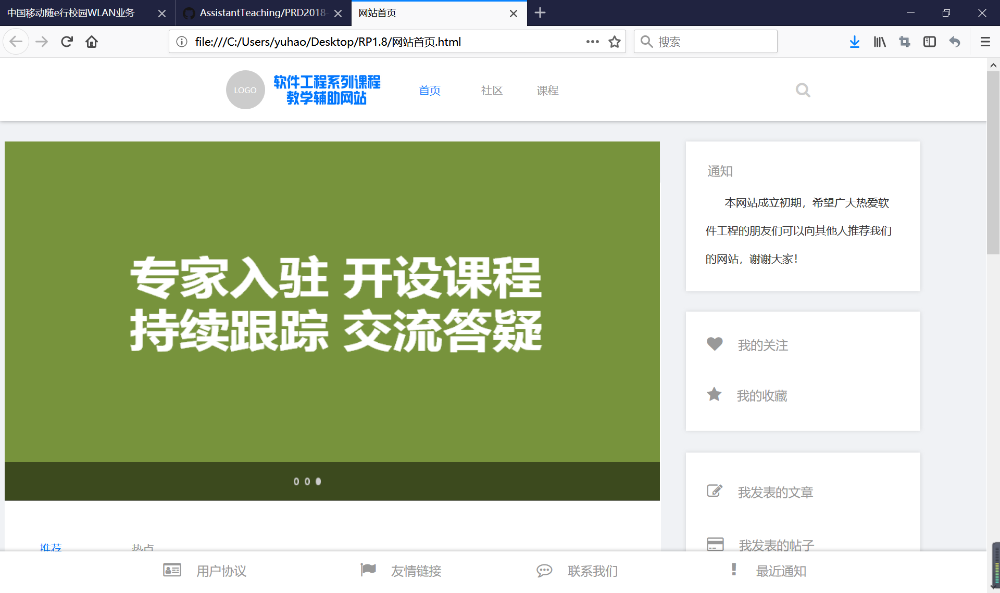 中国移动随e行校园WLAN业务
AssistantTeaching/PRD2018-
网站首页
file:///C:/Users/yuhao/Desktop/RP1.8/网站首页.html
搜索
LOGO
软件工程系列课程
教学辅助网站
首页
社区
课程
专家入驻 开设课程
持续跟踪 交流答疑
通知
本网站成立初期，希望广大热爱软
件工程的朋友们可以向其他人推荐我们
的网站，谢谢大家！
我的关注
我的收藏
我发表的文章
我发表的帖子
推荐
热点
用户协议
友情链接
联系我们
最近通知